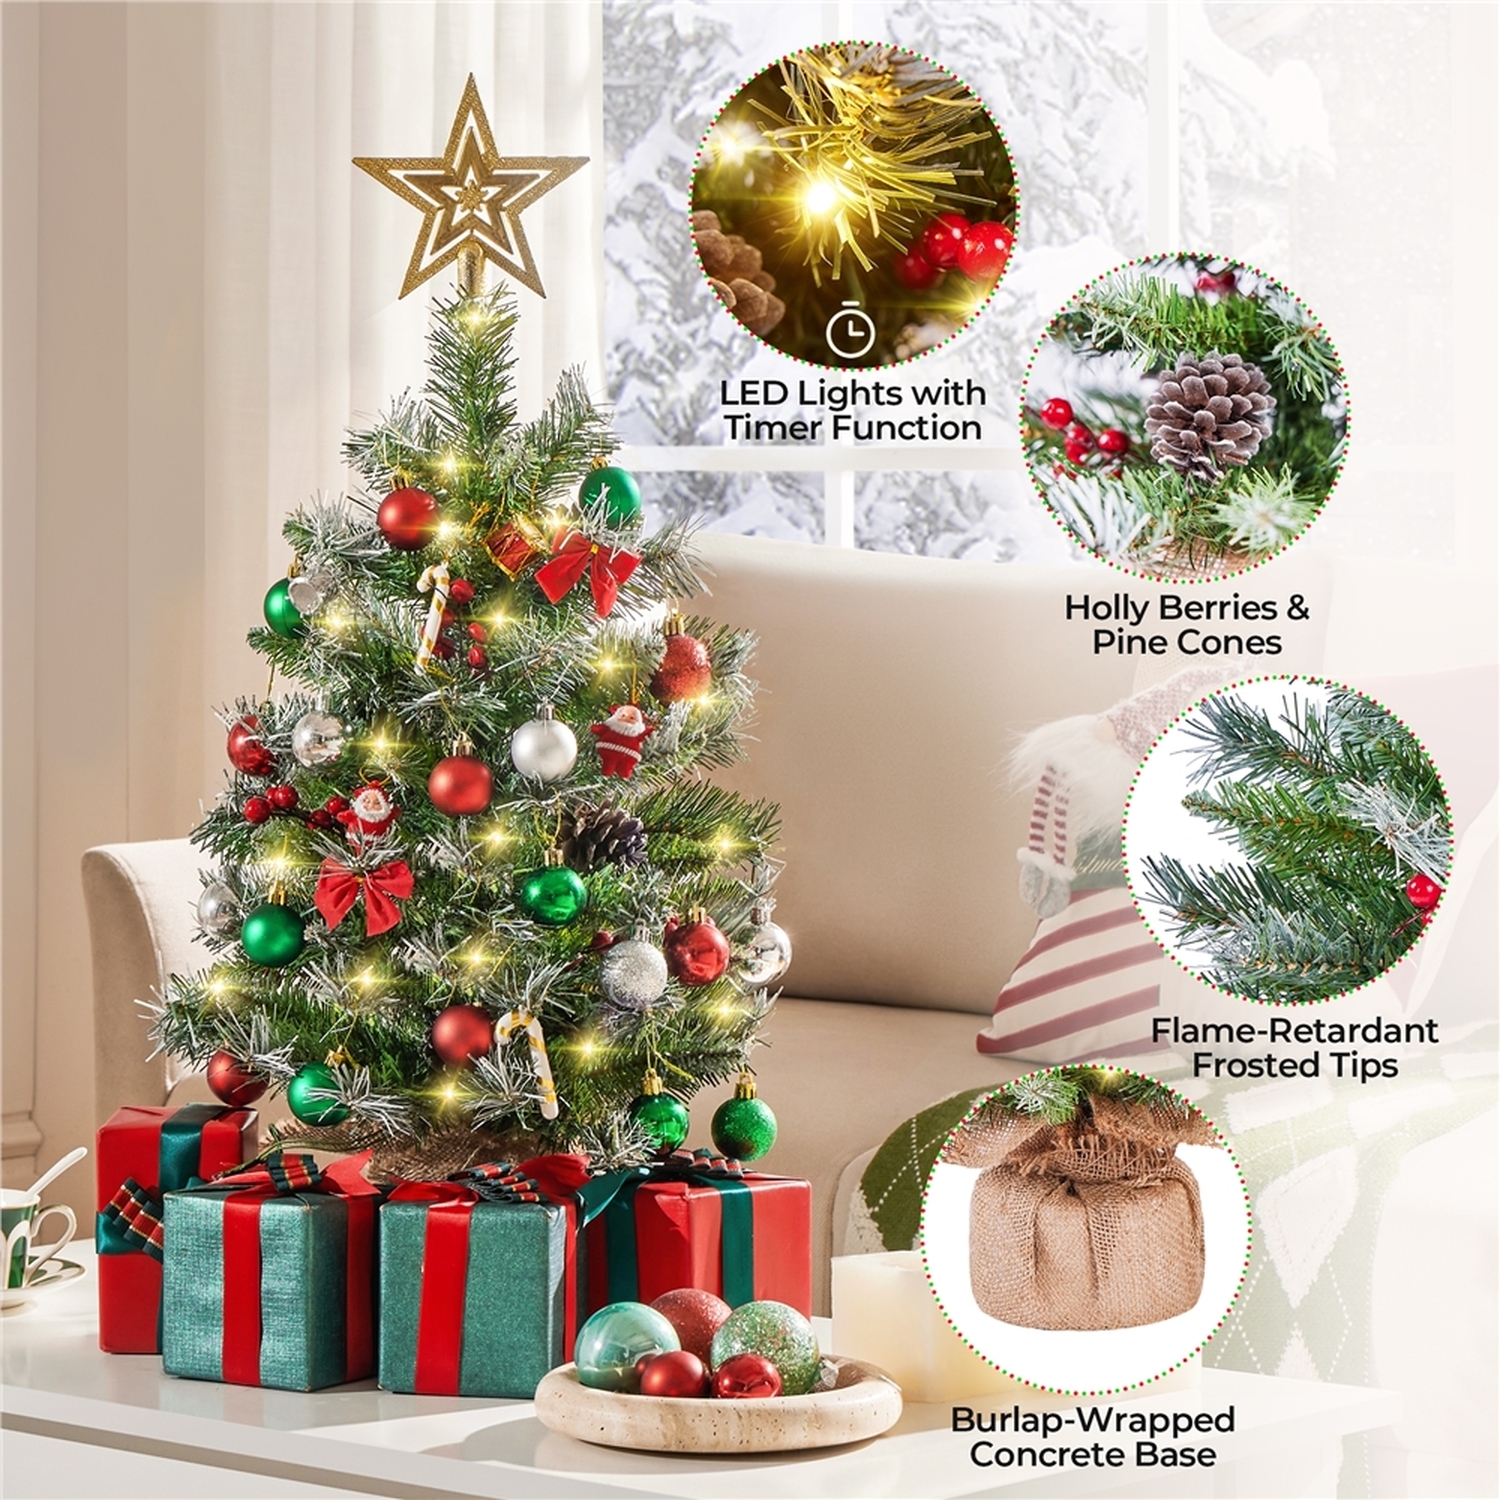 LED Lights with
Timer Function
Holly Berries &
Pine Cones
Flame-Retardant
Frosted Tips
Burlap-Wrapped
Concrete Base